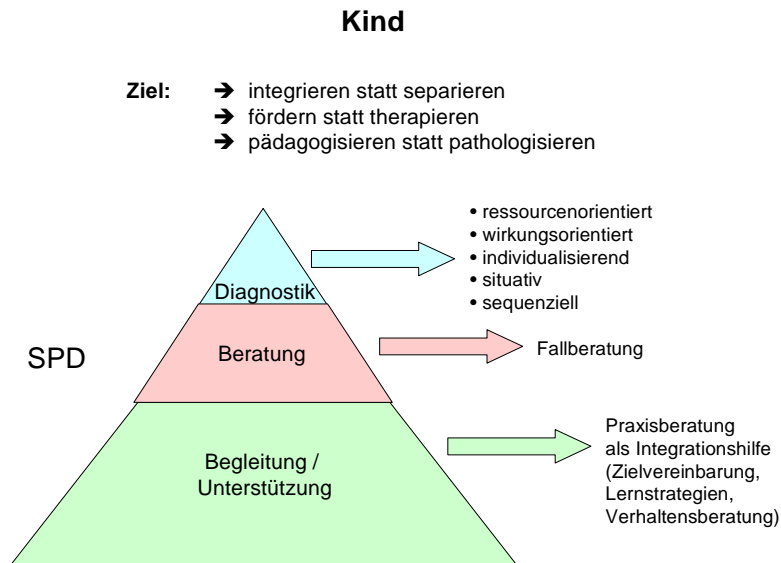 Kind
Ziel: ➔ integrieren statt separieren
➔ fördern statt therapieren
➔ pädagogisieren statt pathologisieren
• ressourcenorientiert
• wirkungsorientiert
• individualisierend
• situativ
• sequenziell
Diagnostik
SPD
Beratung
Fallberatung
Begleitung /
Unterstützung
Praxisberatung
als Integrationshilfe
(Zielvereinbarung,
Lernstrategien,
Verhaltensberatung)